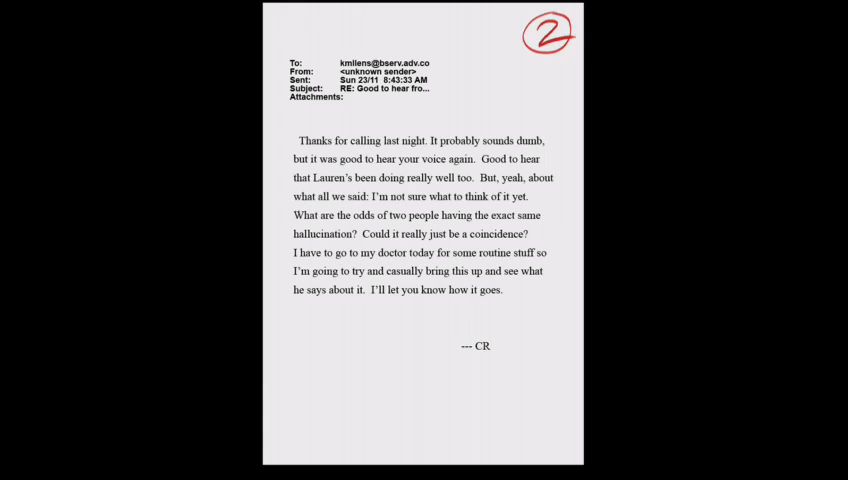 2
To: kmllens@bserv.adv.co
From: <unknown sender>
Sent: Sun 23/11 8:43:33 AM
Subject: RE: Good to hear fro...
Attachments:
Thanks for calling last night. It probably sounds dumb,
but it was good to hear your voice again. Good to hear
that Lauren's been doing really well too. But, yeah, about
what all we said: I'm not sure what to think of it yet.
What are the odds of two people having the exact same
hallucination? Could it really just be a coincidence?
I have to go to my doctor today for some routine stuff so
I'm going to try and casually bring this up and see what
he says about it. I'll let you know how it goes.
--- CR